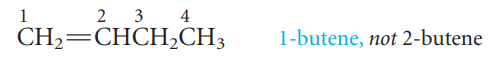 1 2 3 4
CH₂=CHCH₂CH₃ 1-butene, not 2-butene